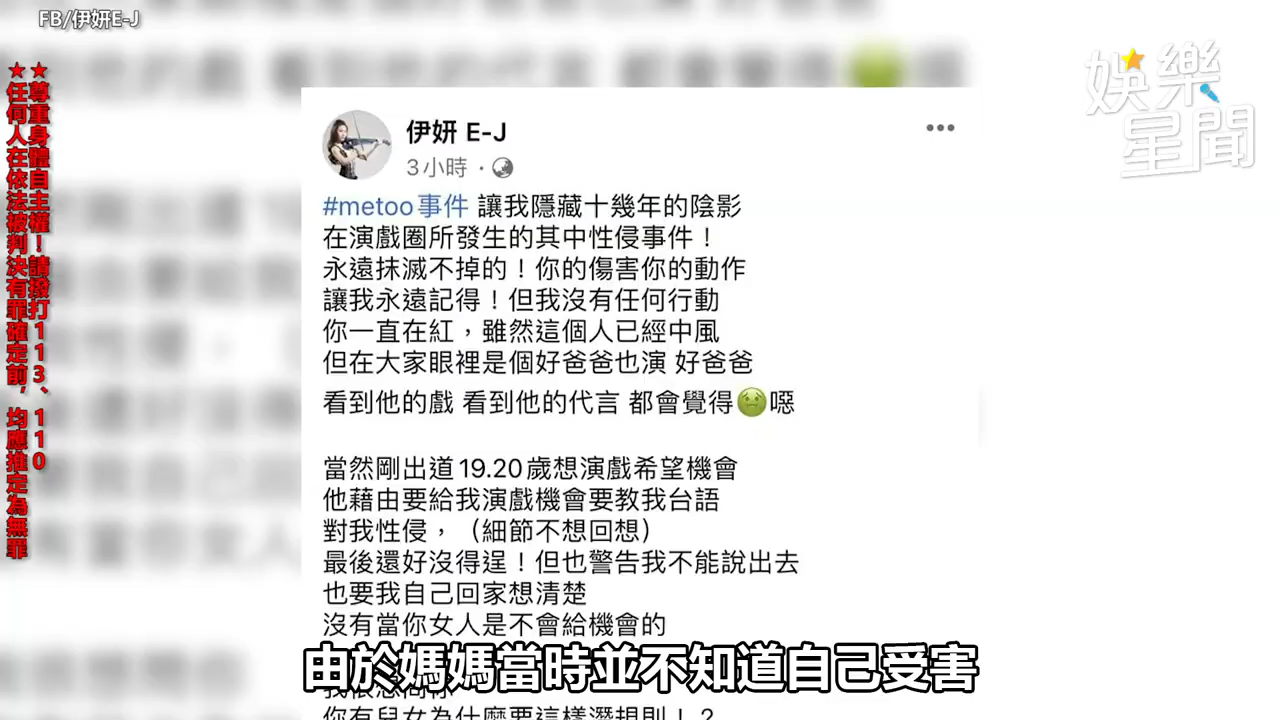 FB/伊妍E-J
娛樂星聞
★尊重身體自主權！請撥打113、110
★任何人在依法被判決有罪確定前，均應推定為無罪
伊妍 E-J
3小時
#metoo事件 讓我隱藏十幾年的陰影
在演戲圈所發生的其中性侵事件！
永遠抹滅不掉的！你的傷害你的動作
讓我永遠記得！但我沒有任何行動
你一直在紅，雖然這個人已經中風
但在大家眼裡是個好爸爸也演 好爸爸
看到他的戲 看到他的代言 都會覺得🤢噁
當然剛出道19.20歲想演戲希望機會
他藉由要給我演戲機會要教我台語
對我性侵，（細節不想回想）
最後還好沒得逞！但也警告我不能說出去
也要我自己回家想清楚
沒有當你女人是不會給機會的
由於媽媽當時並不知道自己受害
你有兒女為什麼要這樣潛規則！？